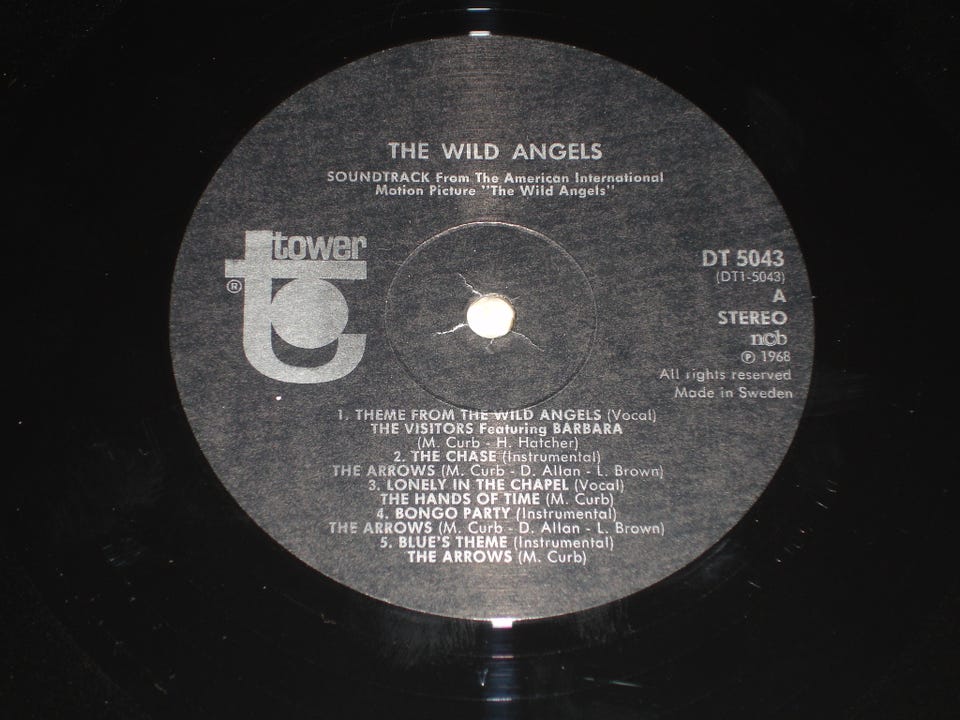 THE WILD ANGELS
SOUNDTRACK From The American International
Motion Picture "The Wild Angels"
tower
®
DT 5043
(DT1-5043)
A
STEREO
ncb
℗ 1968
All rights reserved
Made in Sweden
1. THEME FROM THE WILD ANGELS (Vocal)
THE VISITORS Featuring BARBARA
(M. Curb - H. Hatcher)
2. THE CHASE (Instrumental)
THE ARROWS (M. Curb - D. Allan - L. Brown)
3. LONELY IN THE CHAPEL (Vocal)
THE HANDS OF TIME (M. Curb)
4. BONGO PARTY (Instrumental)
THE ARROWS (M. Curb - D. Allan - L. Brown)
5. BLUE'S THEME (Instrumental)
THE ARROWS (M. Curb)